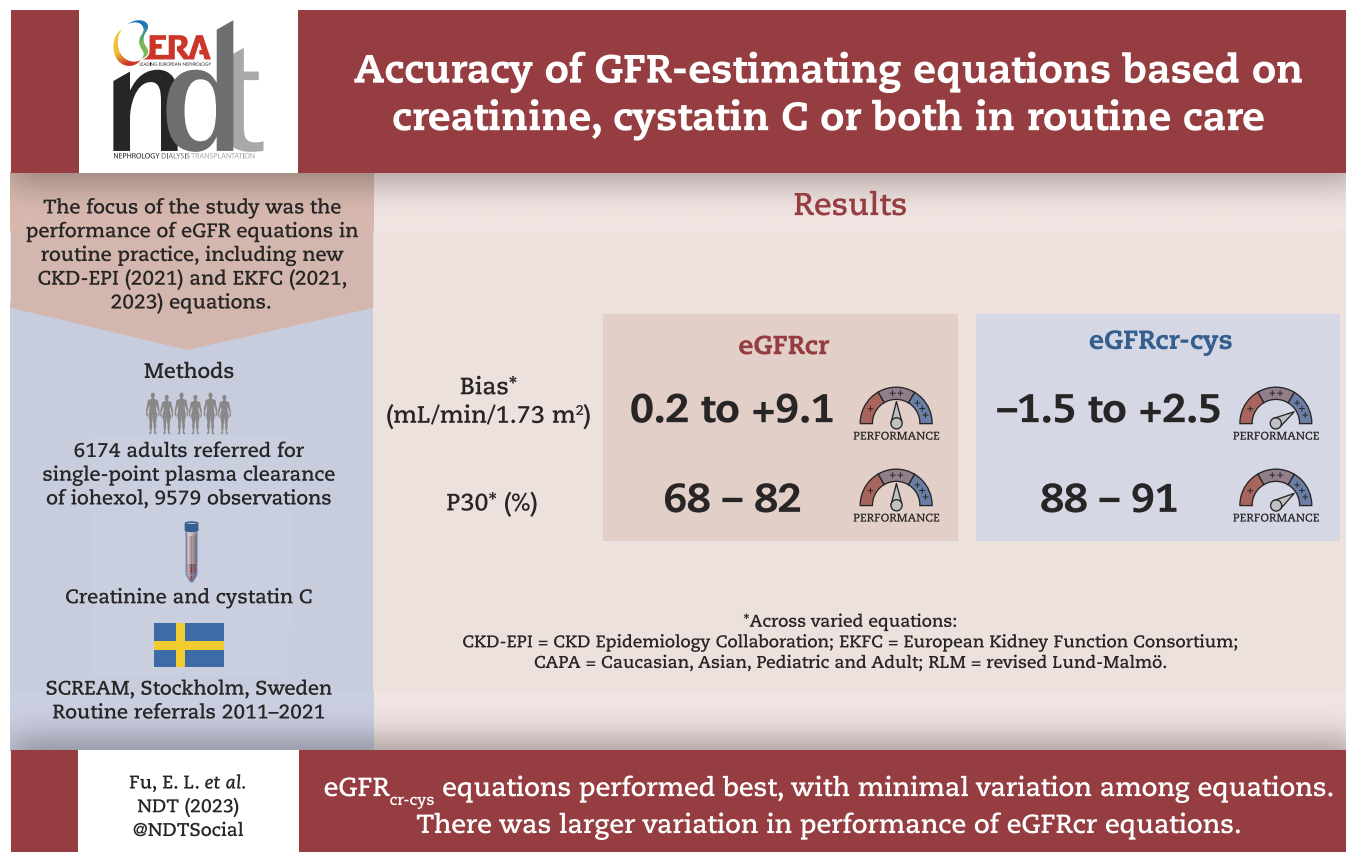 ERA
LEADING EUROPEAN NEPHROLOGY
ndt
NEPHROLOGY DIALYSIS TRANSPLANTATION
Accuracy of GFR-estimating equations based on
creatinine, cystatin C or both in routine care
The focus of the study was the
performance of eGFR equations in
routine practice, including new
CKD-EPI (2021) and EKFC (2021,
2023) equations.
Methods
6174 adults referred for
single-point plasma clearance
of iohexol, 9579 observations
Creatinine and cystatin C
SCREAM, Stockholm, Sweden
Routine referrals 2011–2021
Results
eGFRcr
eGFRcr-cys
Bias*
(mL/min/1.73 m²)
0.2 to +9.1
+ ++ +++
PERFORMANCE
–1.5 to +2.5
+ ++ +++
PERFORMANCE
P30* (%)
68 – 82
+ ++ +++
PERFORMANCE
88 – 91
+ ++ +++
PERFORMANCE
*Across varied equations:
CKD-EPI = CKD Epidemiology Collaboration; EKFC = European Kidney Function Consortium;
CAPA = Caucasian, Asian, Pediatric and Adult; RLM = revised Lund-Malmö.
Fu, E. L. et al.
NDT (2023)
@NDTSocial
eGFRcr-cys equations performed best, with minimal variation among equations.
There was larger variation in performance of eGFRcr equations.